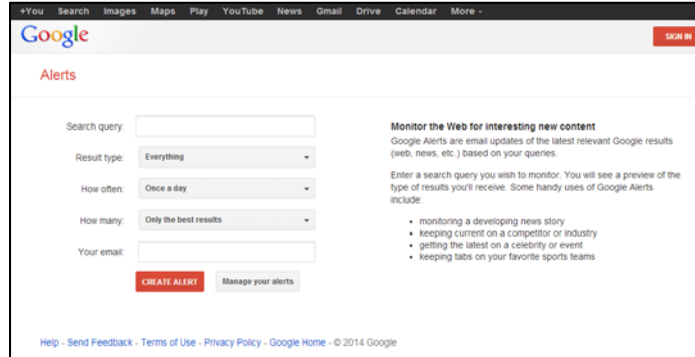 +You Search Images Maps Play YouTube News Gmail Drive Calendar More -
Google
SIGN IN
Alerts
Search query:
Result type: Everything
How often: Once a day
How many: Only the best results
Your email:
CREATE ALERT Manage your alerts
Monitor the Web for interesting new content
Google Alerts are email updates of the latest relevant Google results
(web, news, etc.) based on your queries.
Enter a search query you wish to monitor. You will see a preview of the
type of results you'll receive. Some handy uses of Google Alerts
include:
• monitoring a developing news story
• keeping current on a competitor or industry
• getting the latest on a celebrity or event
• keeping tabs on your favorite sports teams
Help - Send Feedback - Terms of Use - Privacy Policy - Google Home - © 2014 Google